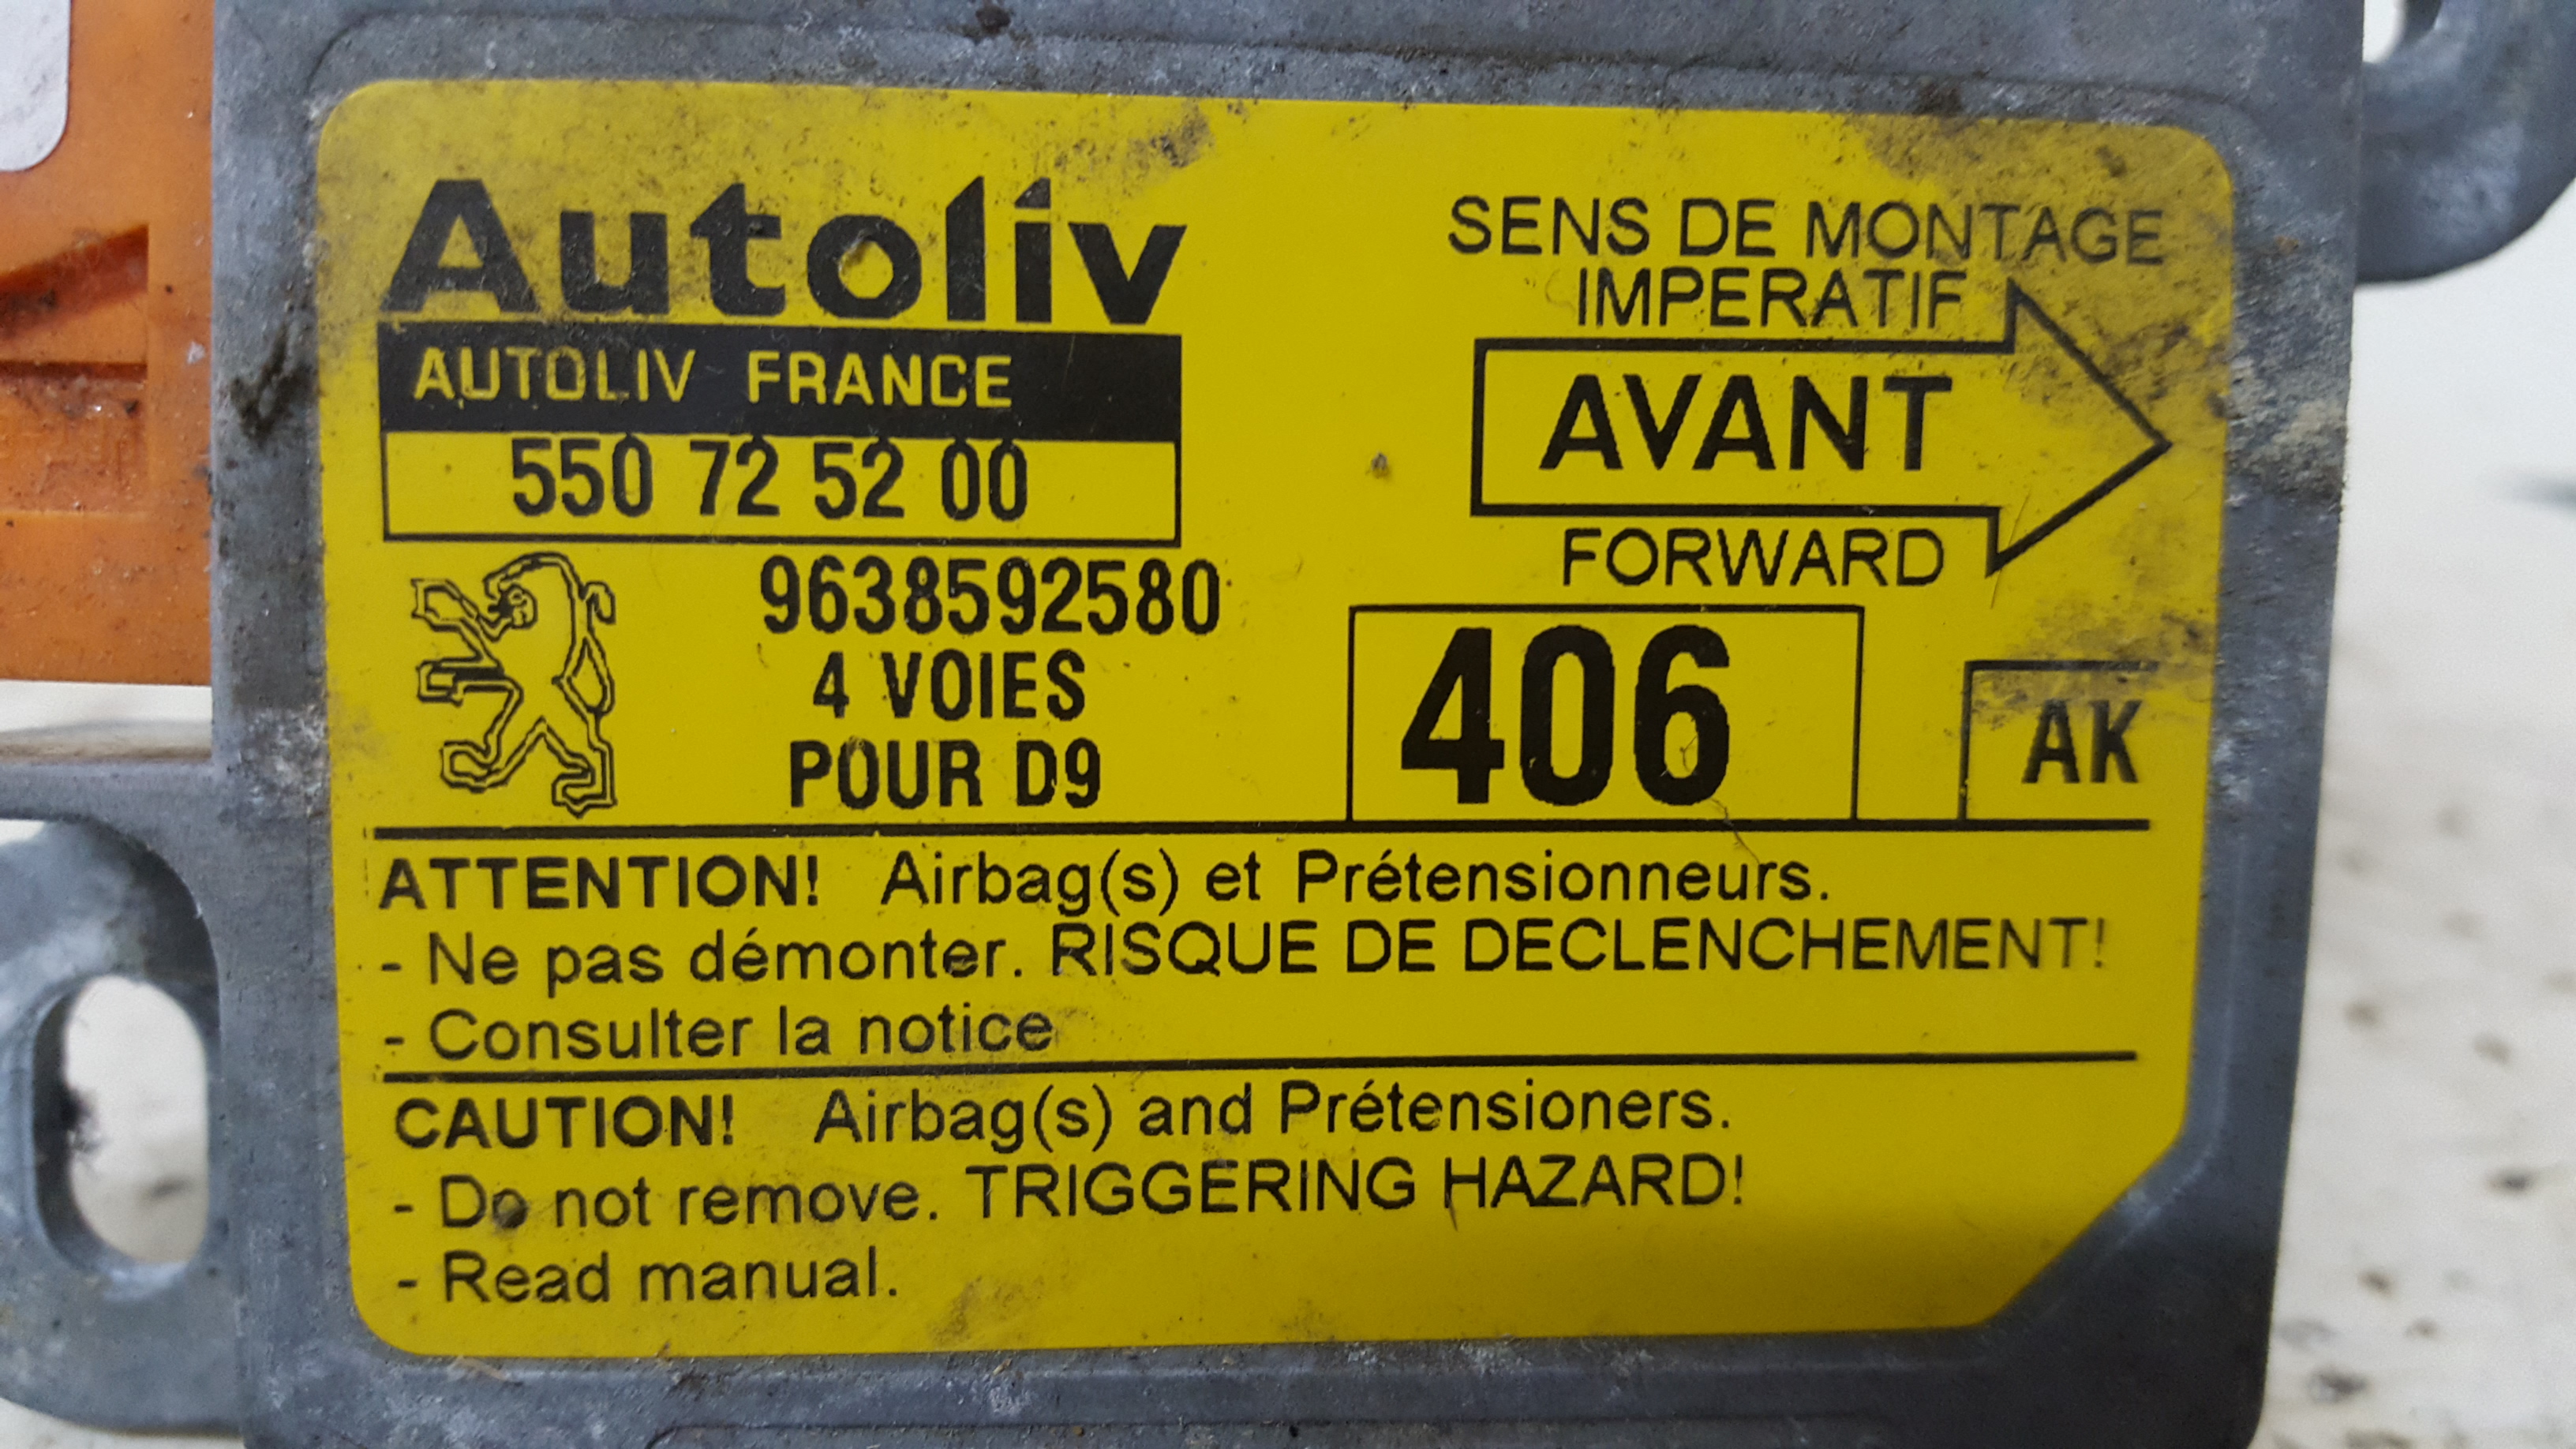 Autoliv
AUTOLIV FRANCE
550 72 52 00
9638592580
4 VOIES
POUR D9
SENS DE MONTAGE
IMPERATIF
AVANT
FORWARD
406
AK
ATTENTION! Airbag(s) et Prétensionneurs.
- Ne pas démonter. RISQUE DE DECLENCHEMENT!
- Consulter la notice
CAUTION! Airbag(s) and Prétensioners.
- Do not remove. TRIGGERING HAZARD!
- Read manual.